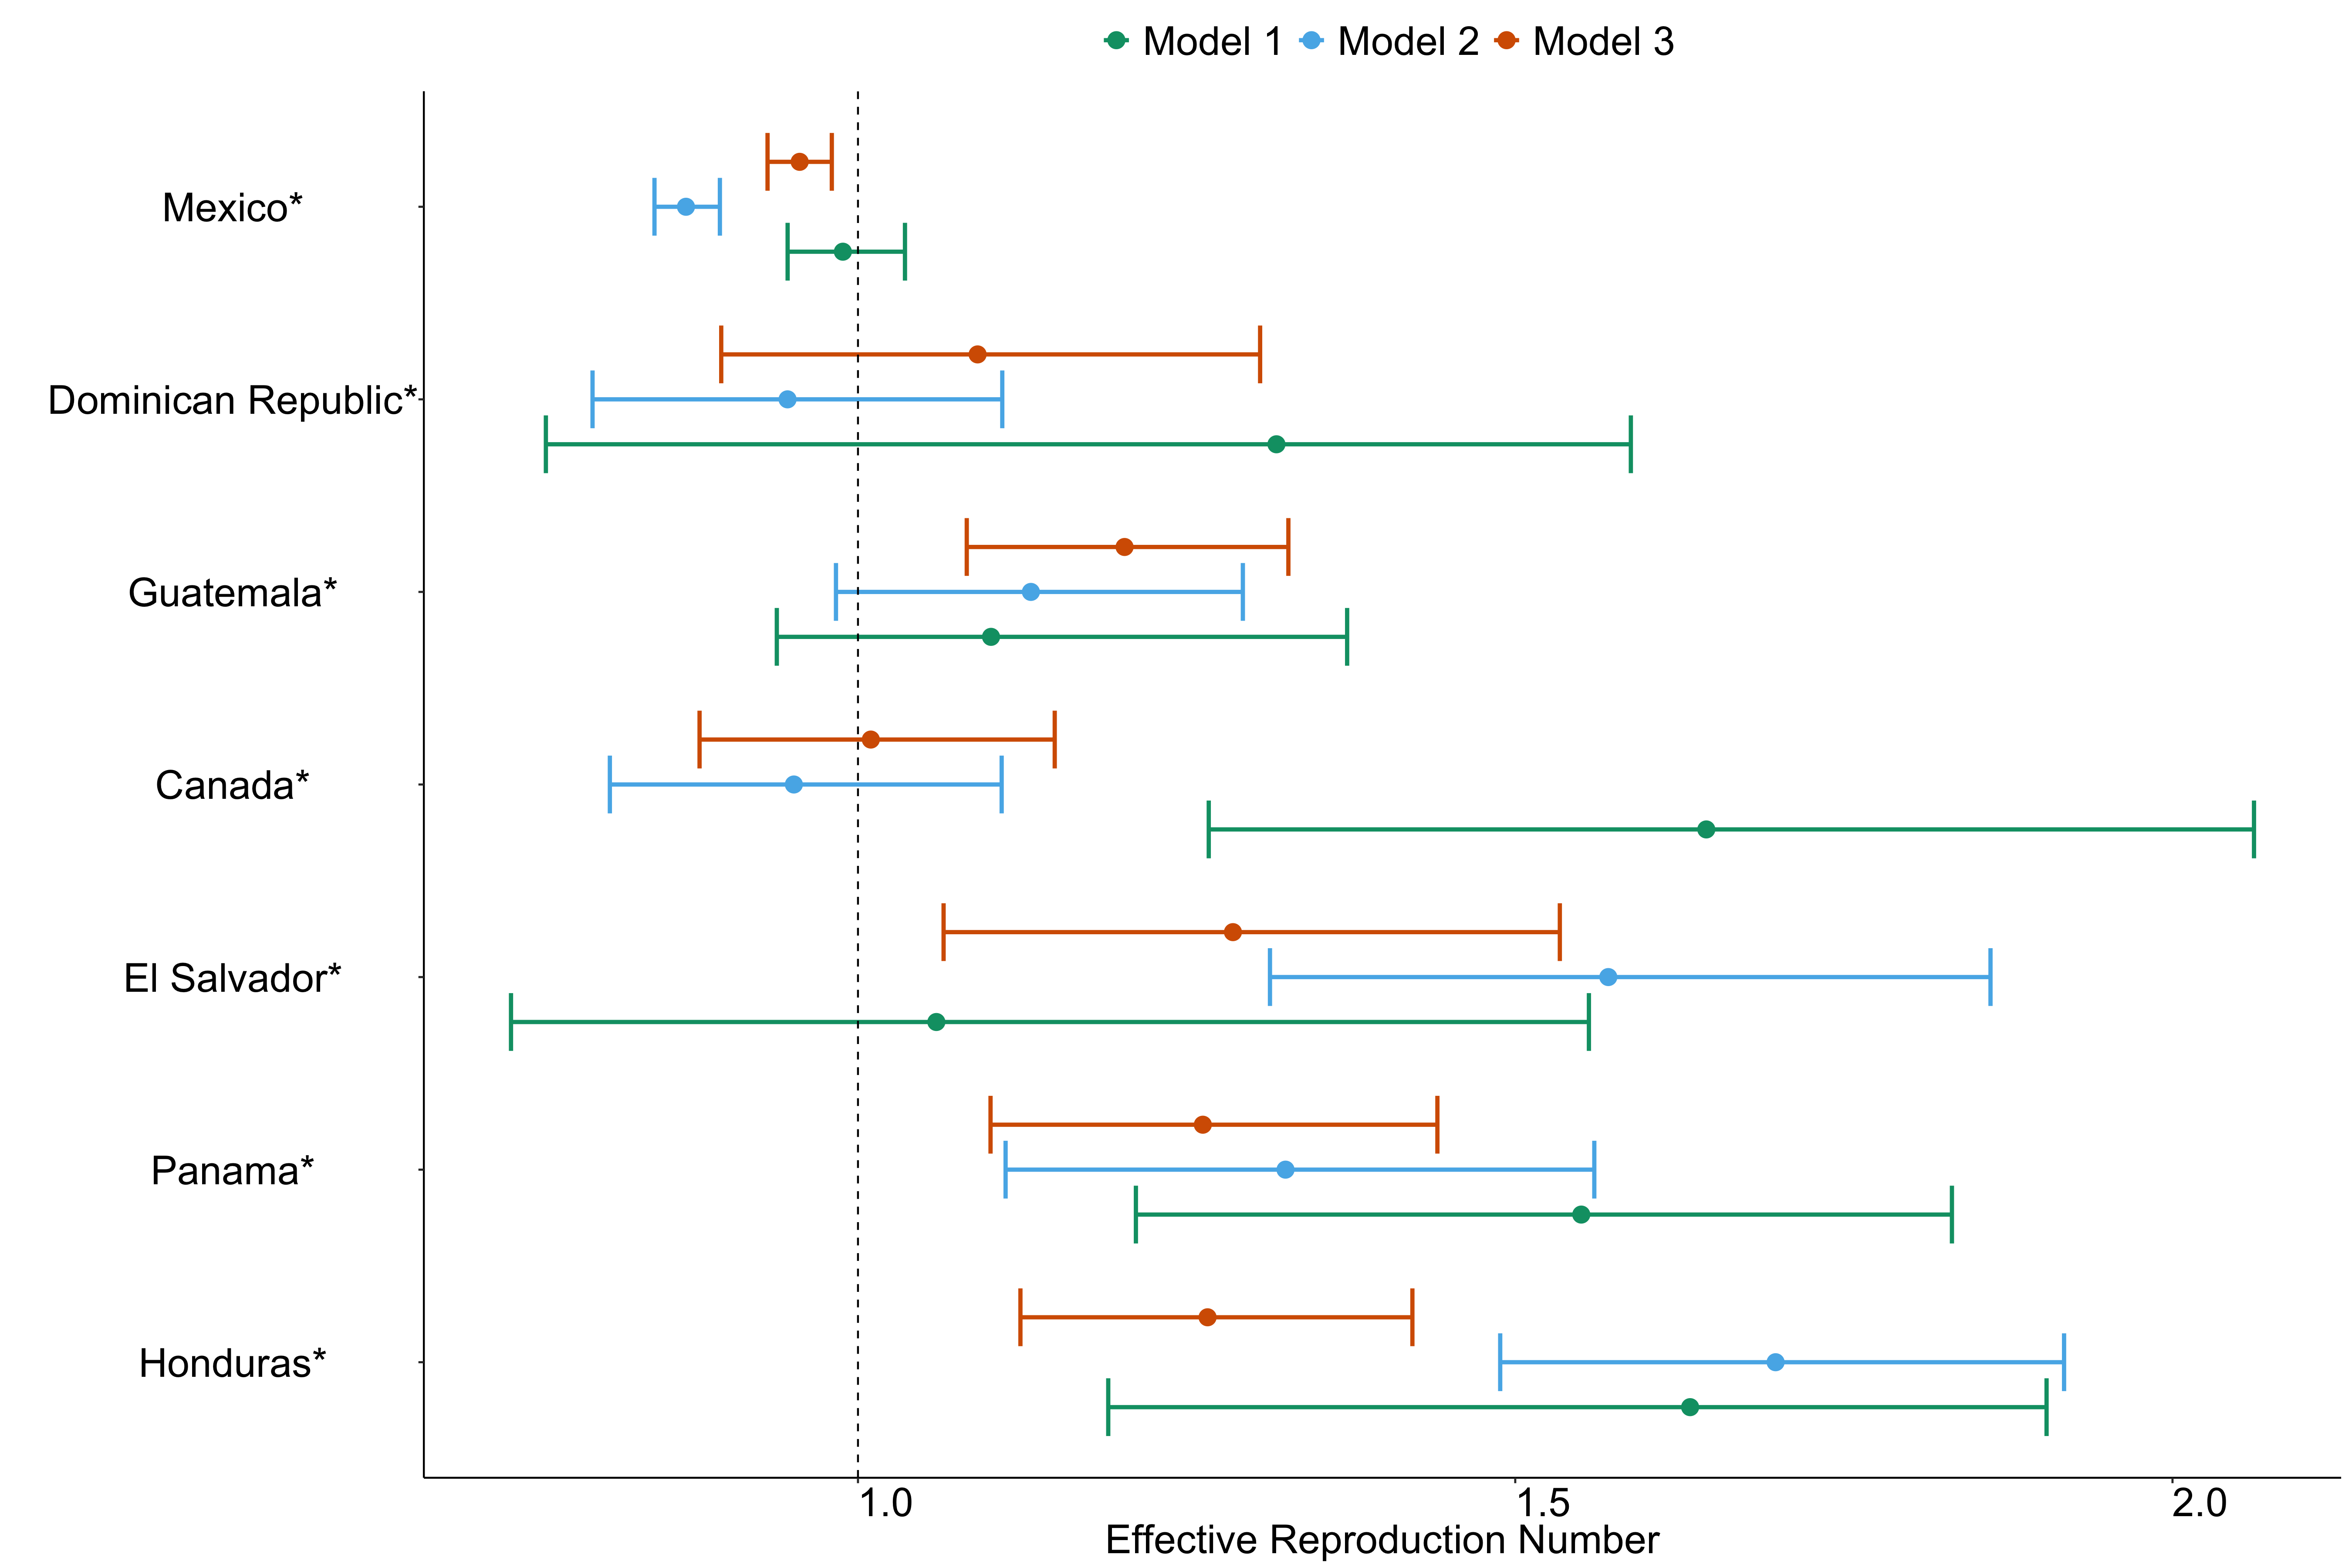 Model 1 Model 2 Model 3
Mexico*
Dominican Republic*
Guatemala*
Canada*
El Salvador*
Panama*
Honduras*
1.0 1.5 2.0
Effective Reproduction Number